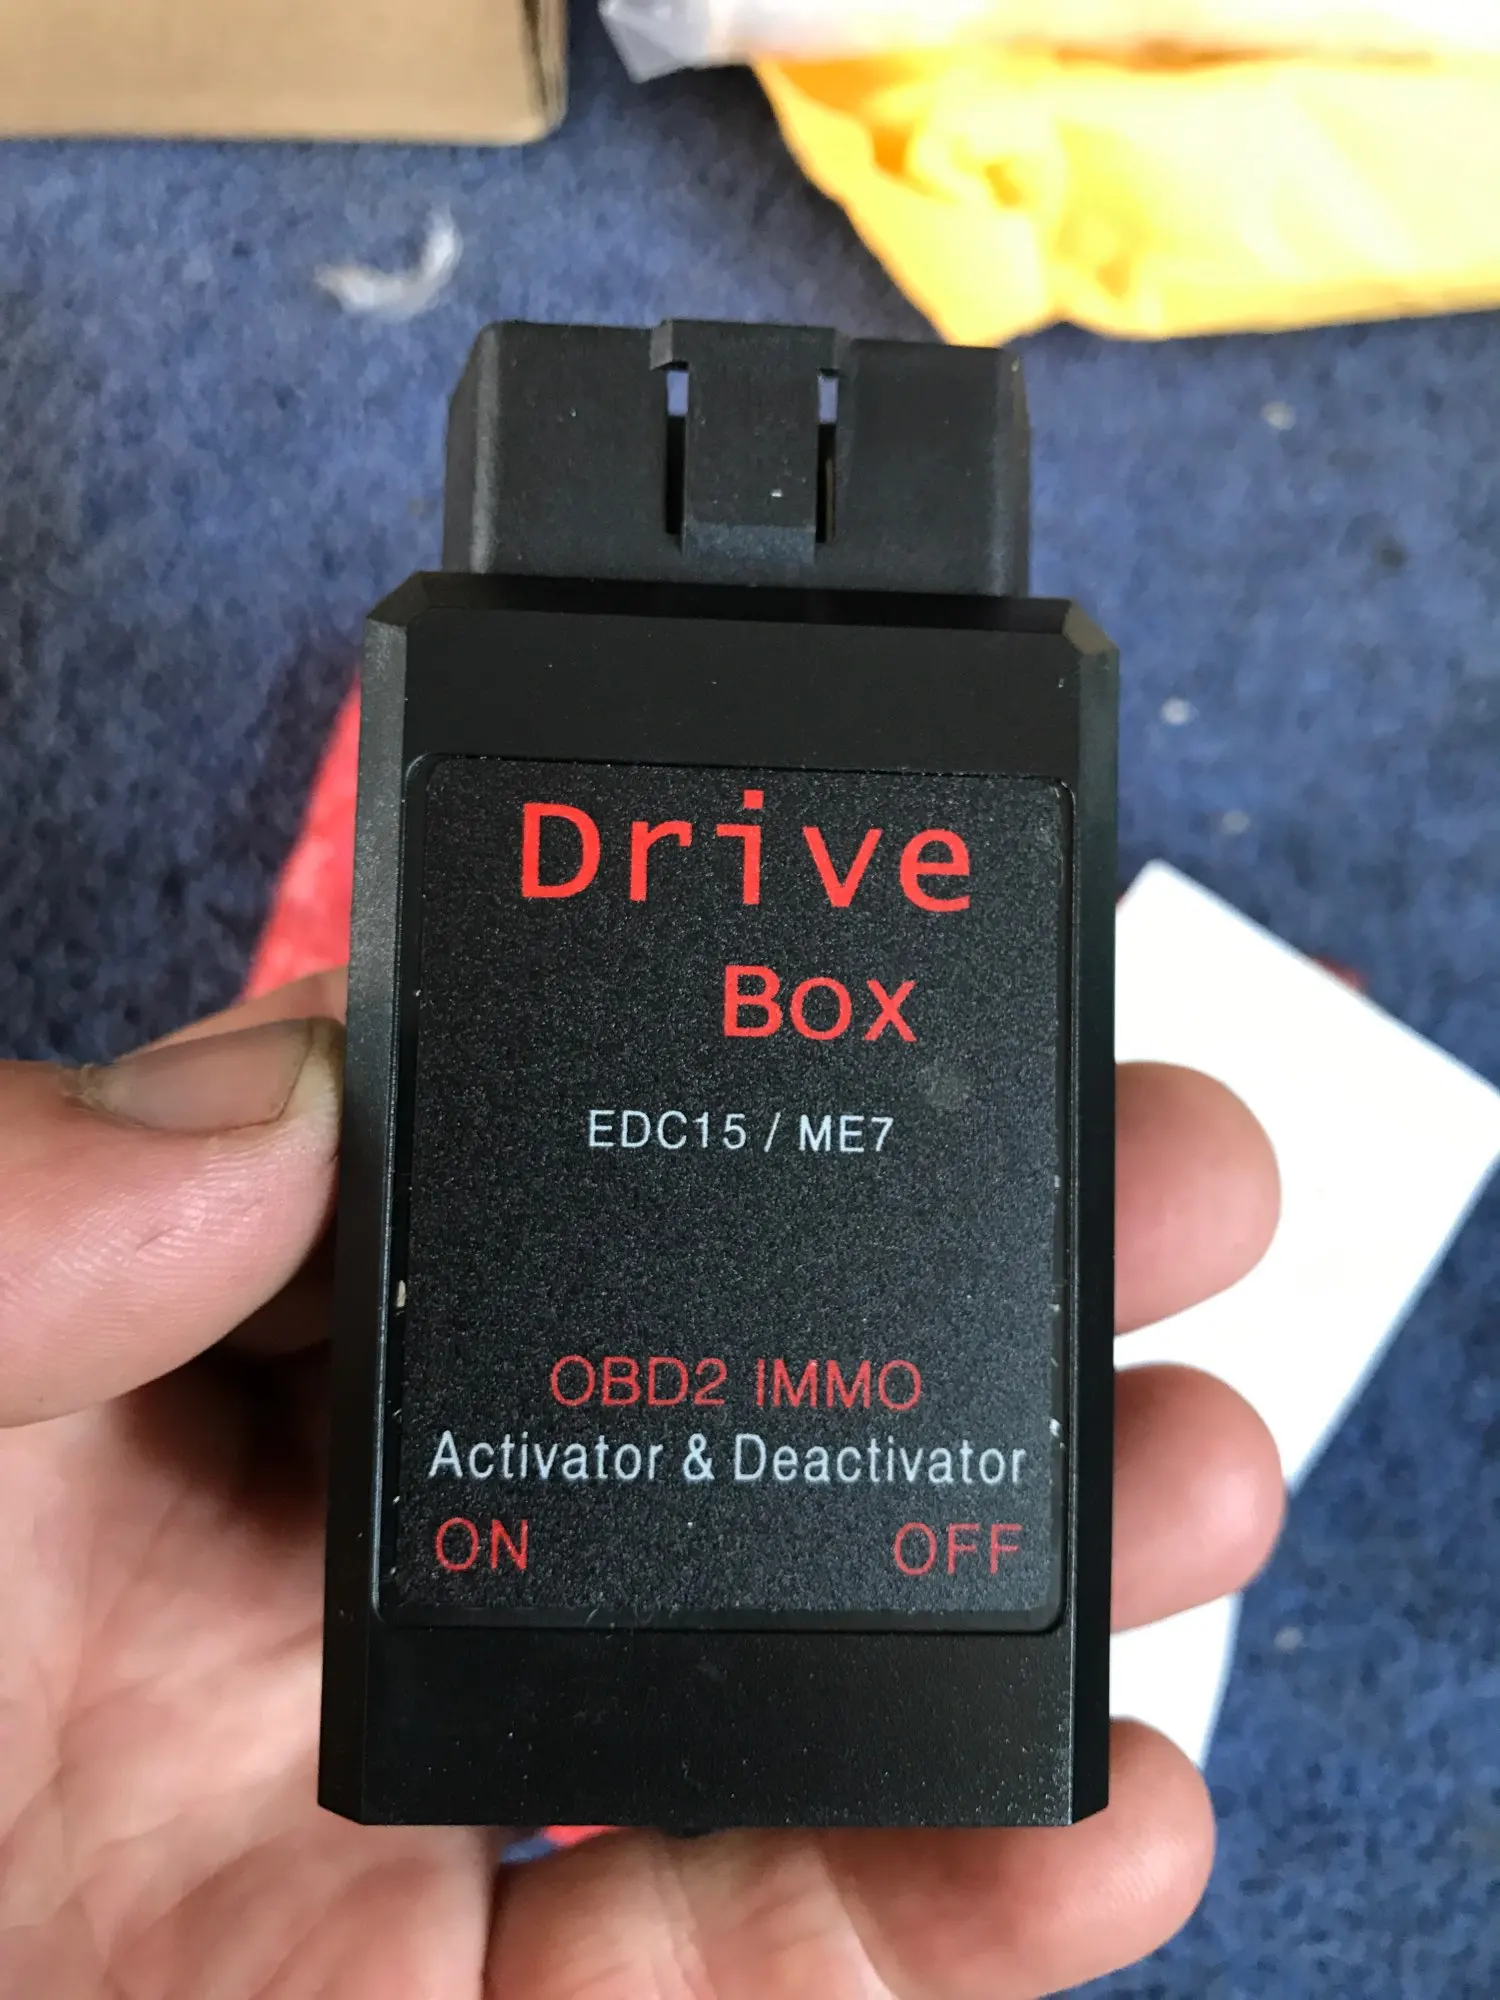 Drive
Box
EDC15 / ME7
OBD2 IMMO
Activator & Deactivator
ON OFF